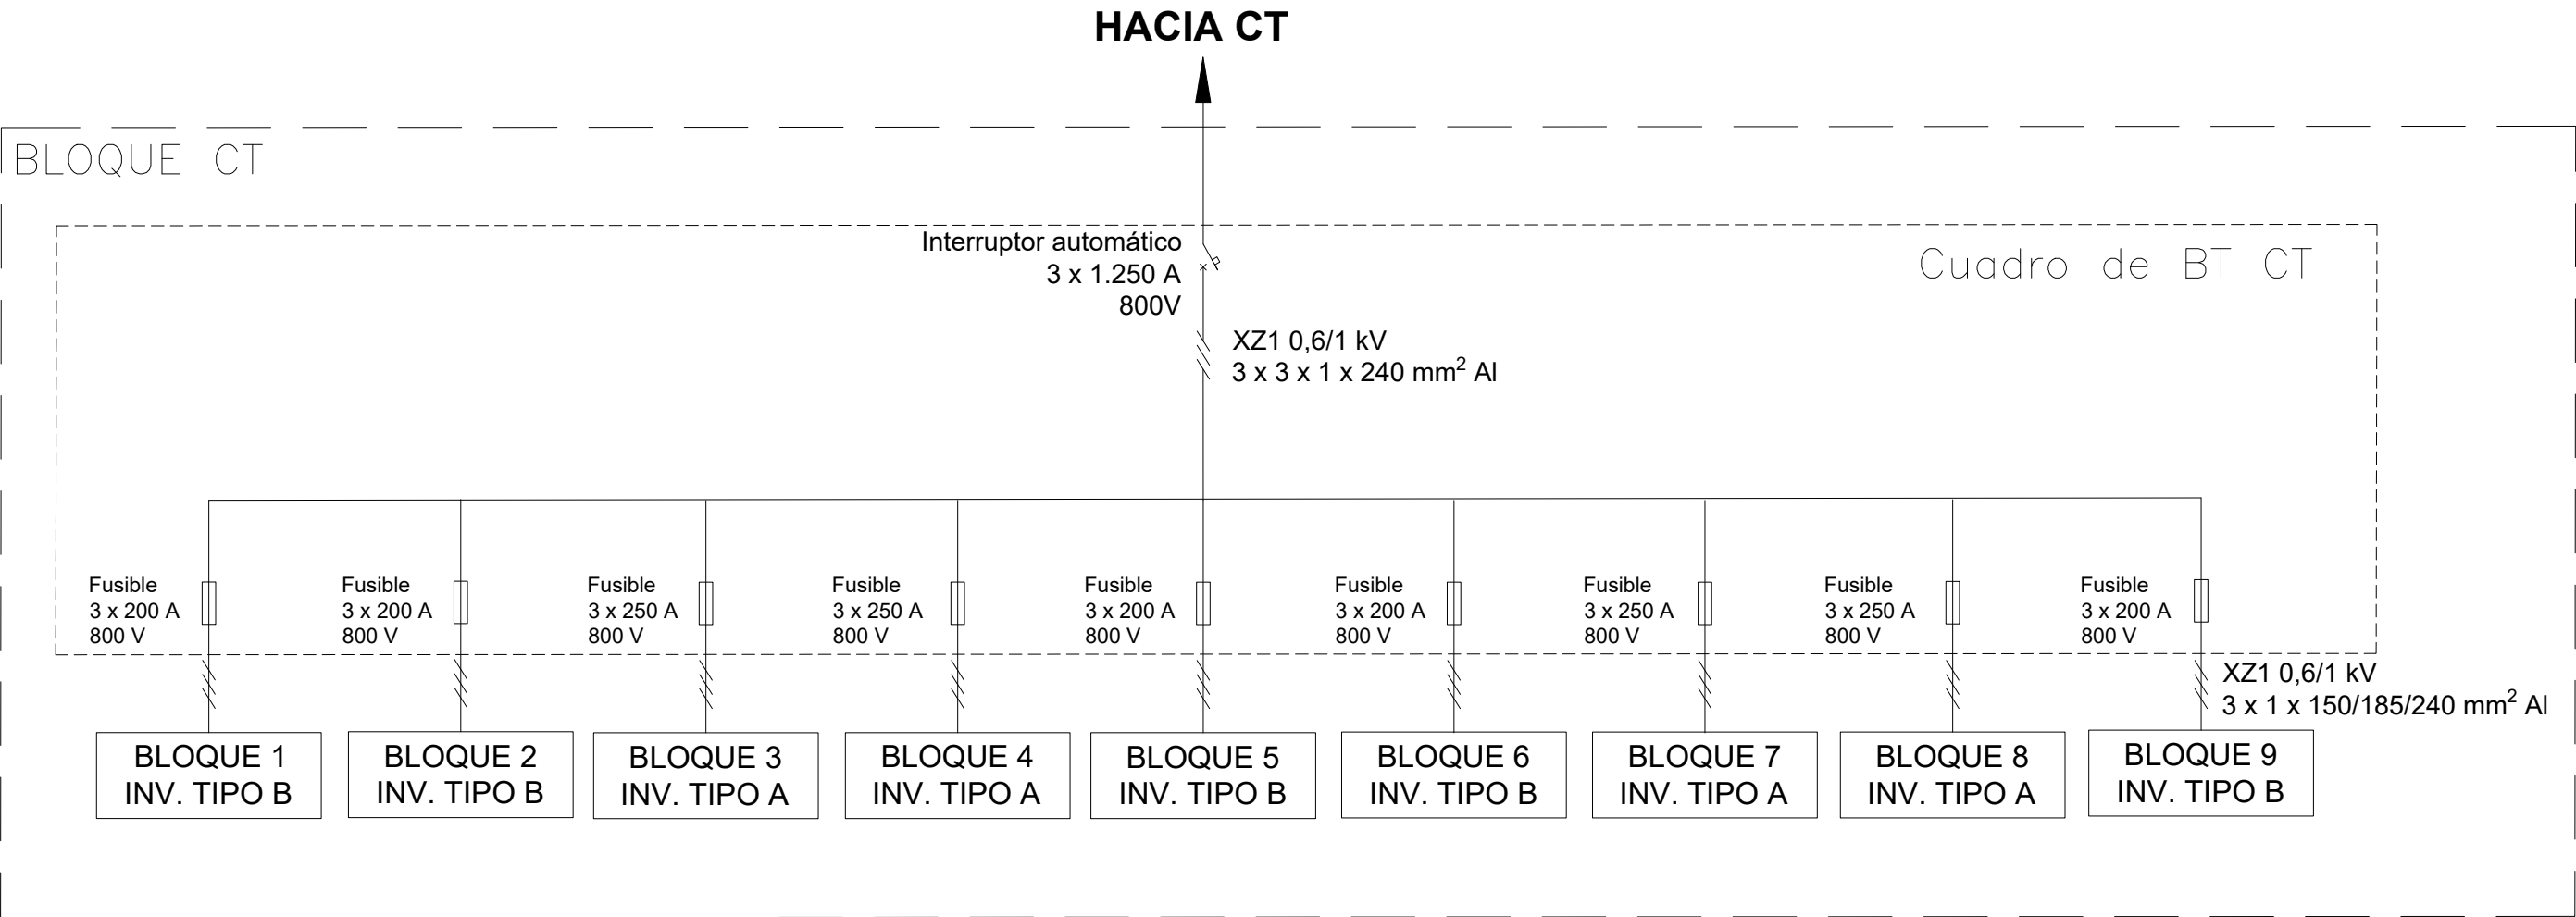 HACIA CT
BLOQUE CT
Interruptor automático
3 x 1.250 A
800V
Cuadro de BT CT
XZ1 0,6/1 kV
3 x 3 x 1 x 240 mm² Al
Fusible
3 x 200 A
800 V
Fusible
3 x 200 A
800 V
Fusible
3 x 250 A
800 V
Fusible
3 x 250 A
800 V
Fusible
3 x 200 A
800 V
Fusible
3 x 200 A
800 V
Fusible
3 x 250 A
800 V
Fusible
3 x 250 A
800 V
Fusible
3 x 200 A
800 V
XZ1 0,6/1 kV
3 x 1 x 150/185/240 mm² Al
BLOQUE 1
INV. TIPO B
BLOQUE 2
INV. TIPO B
BLOQUE 3
INV. TIPO A
BLOQUE 4
INV. TIPO A
BLOQUE 5
INV. TIPO B
BLOQUE 6
INV. TIPO B
BLOQUE 7
INV. TIPO A
BLOQUE 8
INV. TIPO A
BLOQUE 9
INV. TIPO B